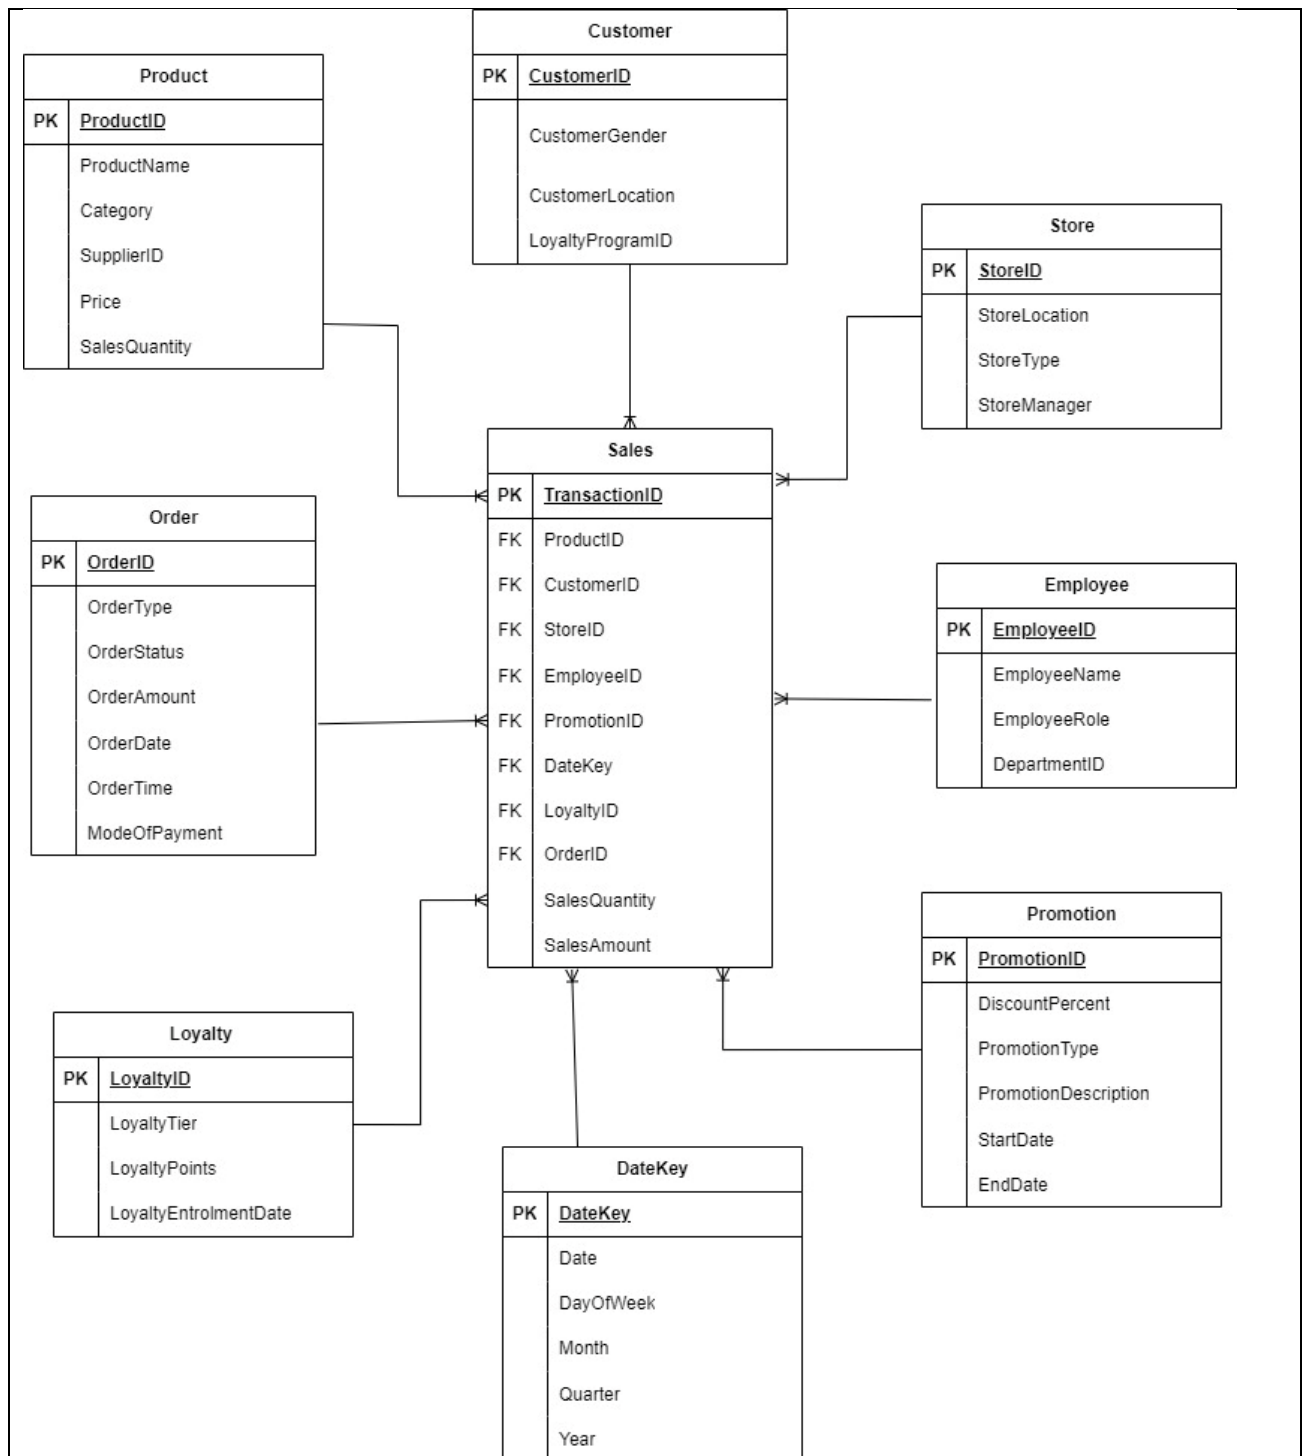 Customer
PK CustomerID
CustomerGender
CustomerLocation
LoyaltyProgramID
Product
PK ProductID
ProductName
Category
SupplierID
Price
SalesQuantity
Store
PK StoreID
StoreLocation
StoreType
StoreManager
Sales
PK TransactionID
FK ProductID
FK CustomerID
FK StoreID
FK EmployeeID
FK PromotionID
FK DateKey
FK LoyaltyID
FK OrderID
SalesQuantity
SalesAmount
Order
PK OrderID
OrderType
OrderStatus
OrderAmount
OrderDate
OrderTime
ModeOfPayment
Employee
PK EmployeeID
EmployeeName
EmployeeRole
DepartmentID
Promotion
PK PromotionID
DiscountPercent
PromotionType
PromotionDescription
StartDate
EndDate
Loyalty
PK LoyaltyID
LoyaltyTier
LoyaltyPoints
LoyaltyEntrolmentDate
DateKey
PK DateKey
Date
DayOfWeek
Month
Quarter
Year